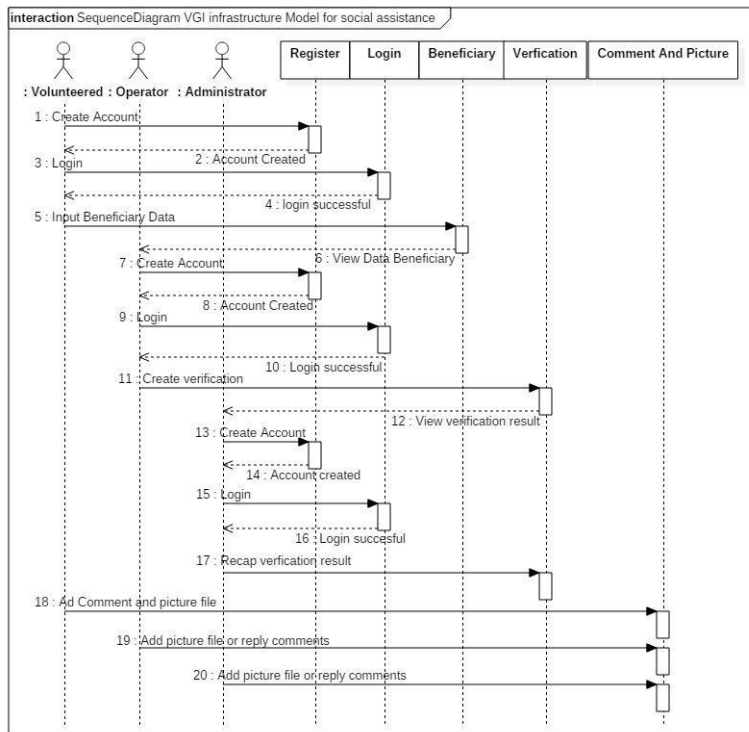 interaction SequenceDiagram VGI infrastructure Model for social assistance
Register Login Beneficiary Verfication Comment And Picture
: Volunteered : Operator : Administrator
1 : Create Account
2 : Account Created
3 : Login
4 : login successful
5 : Input Beneficiary Data
6 : View Data Beneficiary
7 : Create Account
8 : Account Created
9 : Login
10 : Login successful
11 : Create verification
12 : View verification result
13 : Create Account
14 : Account created
15 : Login
16 : Login succesful
17 : Recap verfication result
18 : Ad Comment and picture file
19 : Add picture file or reply comments
20 : Add picture file or reply comments